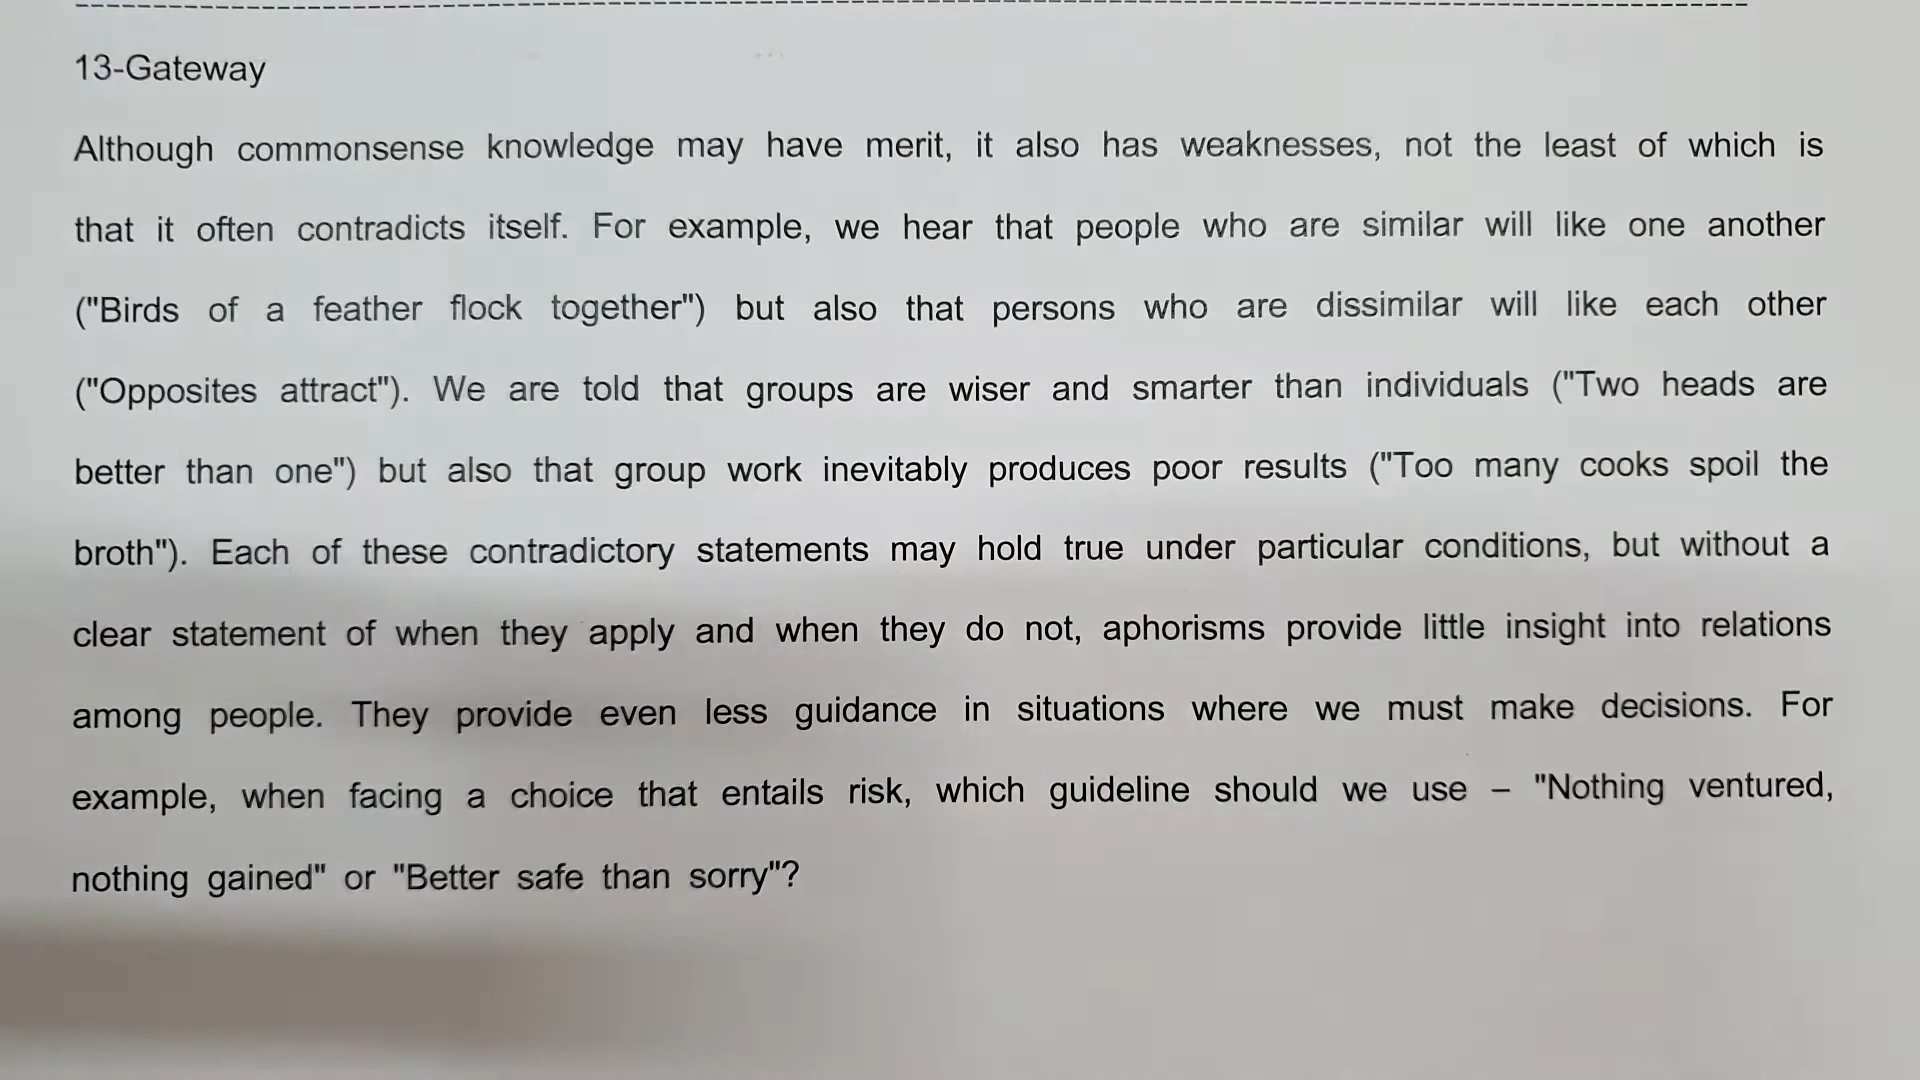 13-Gateway
Although commonsense knowledge may have merit, it also has weaknesses, not the least of which is
that it often contradicts itself. For example, we hear that people who are similar will like one another
("Birds of a feather flock together") but also that persons who are dissimilar will like each other
("Opposites attract"). We are told that groups are wiser and smarter than individuals ("Two heads are
better than one") but also that group work inevitably produces poor results ("Too many cooks spoil the
broth"). Each of these contradictory statements may hold true under particular conditions, but without a
clear statement of when they apply and when they do not, aphorisms provide little insight into relations
among people. They provide even less guidance in situations where we must make decisions. For
example, when facing a choice that entails risk, which guideline should we use – "Nothing ventured,
nothing gained" or "Better safe than sorry"?